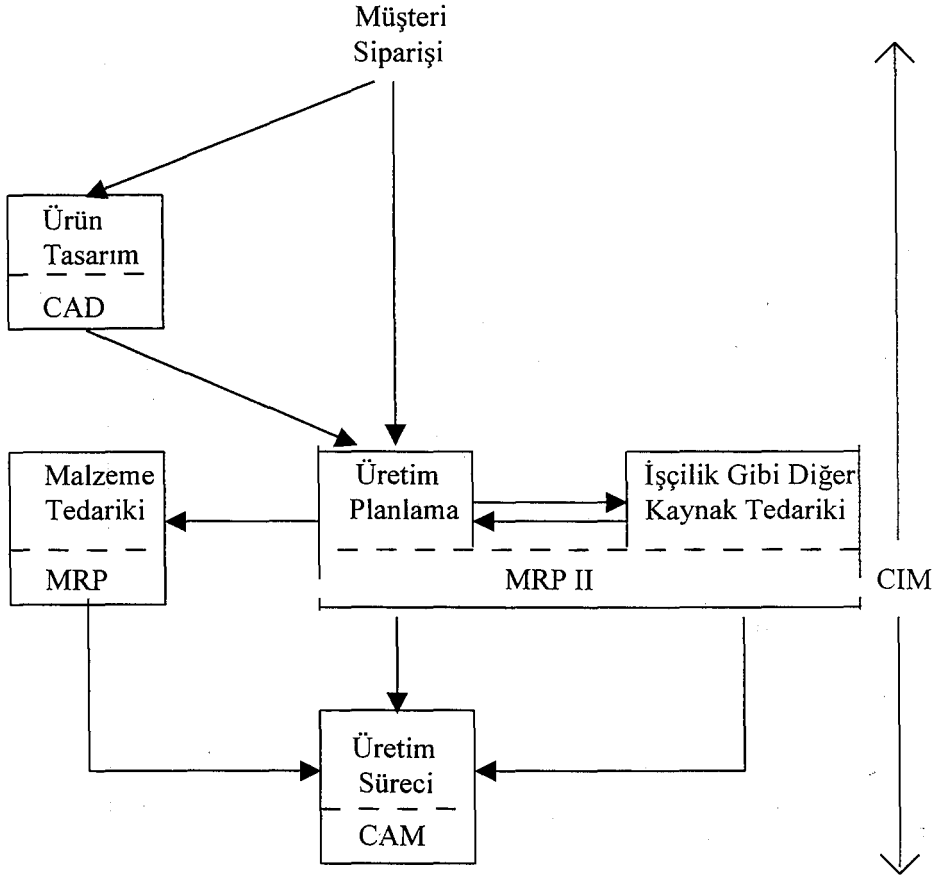 Müşteri
Siparişi
Ürün
Tasarım
CAD
Malzeme
Tedariki
MRP
Üretim
Planlama
İşçilik Gibi Diğer
Kaynak Tedariki
MRP II
CIM
Üretim
Süreci
CAM